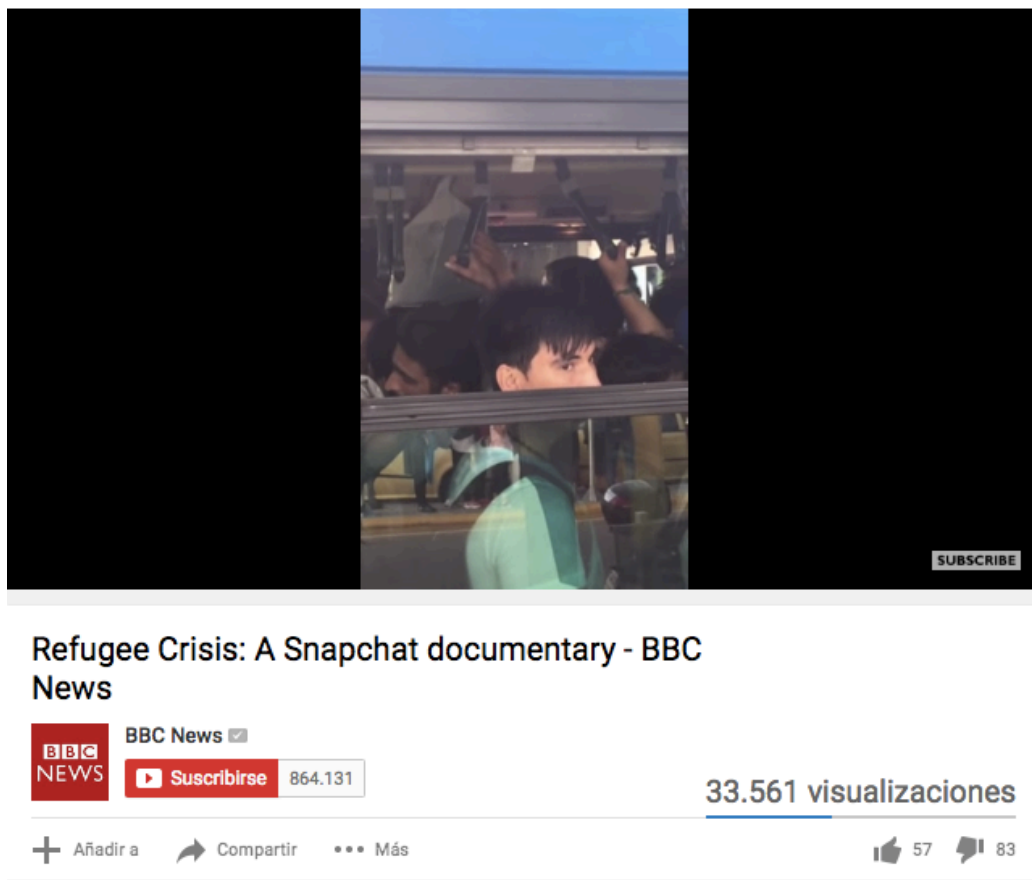 SUBSCRIBE
Refugee Crisis: A Snapchat documentary - BBC
News
BBC
NEWS
BBC News
Suscribirse 864.131
33.561 visualizaciones
Añadir a Compartir Más 57 83